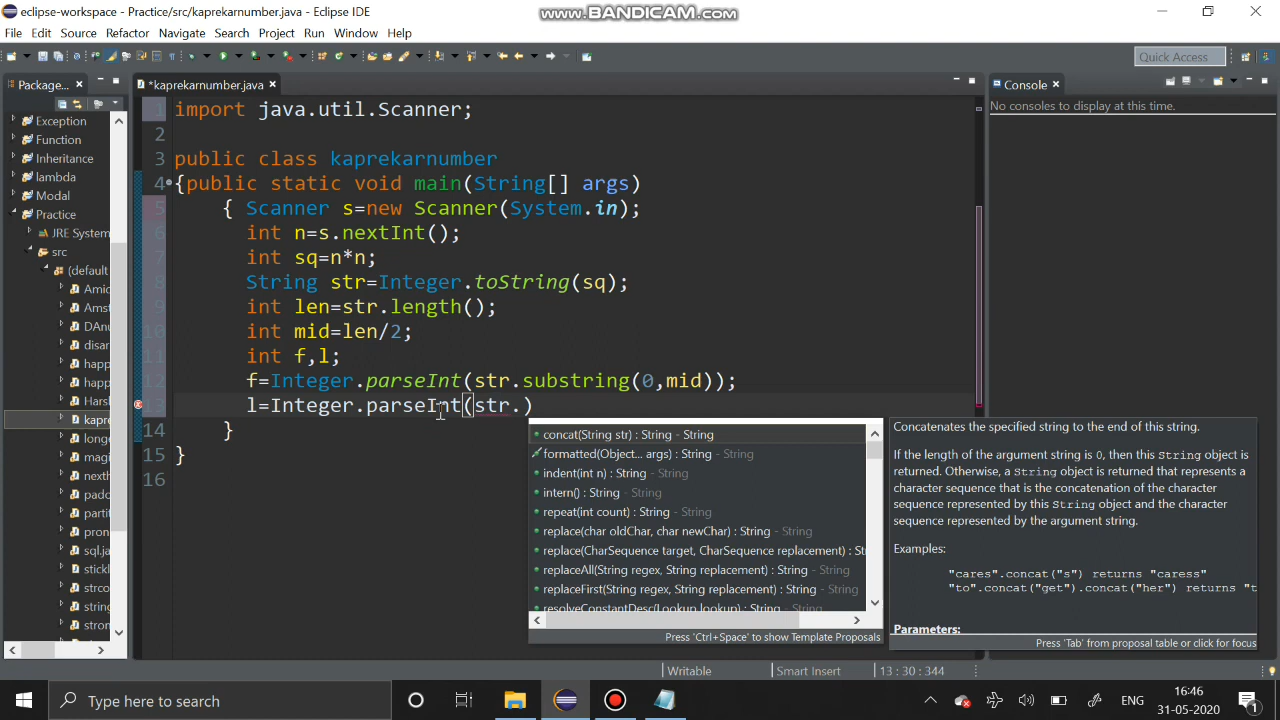 eclipse-workspace - Practice/src/kaprekarnumber.java - Eclipse IDE
www.BANDICAM.com
File Edit Source Refactor Navigate Search Project Run Window Help
Quick Access
Package...
*kaprekarnumber.java
Console
No consoles to display at this time.
Exception
Function
Inheritance
lambda
Modal
Practice
JRE System
src
(default
Amic
Amst
DAnu
disar
happ
happ
Hars
kapre
longe
magi
nexth
pado
partit
pron
sql.ja
stickl
strco
string
stron
1 import java.util.Scanner;
2
3 public class kaprekarnumber
4 {public static void main(String[] args)
5 { Scanner s=new Scanner(System.in);
6 int n=s.nextInt();
7 int sq=n*n;
8 String str=Integer.toString(sq);
9 int len=str.length();
10 int mid=len/2;
11 int f,l;
12 f=Integer.parseInt(str.substring(0,mid));
13 l=Integer.parseInt(str.)
14 }
15 }
16
concat(String str) : String - String
formatted(Object... args) : String - String
indent(int n) : String - String
intern() : String - String
repeat(int count) : String - String
replace(char oldChar, char newChar) : String - String
replace(CharSequence target, CharSequence replacement) : St
replaceAll(String regex, String replacement) : String - String
replaceFirst(String regex, String replacement) : String - String
resolveConstantDesc(Lookup lookup) : String - String
Press 'Ctrl+Space' to show Template Proposals
Concatenates the specified string to the end of this string.
If the length of the argument string is 0, then this String object is
returned. Otherwise, a String object is returned that represents a
character sequence that is the concatenation of the character
sequence represented by this String object and the character
sequence represented by the argument string.
Examples:
"cares".concat("s") returns "caress"
"to".concat("get").concat("her") returns "t
Parameters:
Press 'Tab' from proposal table or click for focus
Writable
Smart Insert
13 : 30 : 344
Type here to search
ENG
16:46
31-05-2020
1